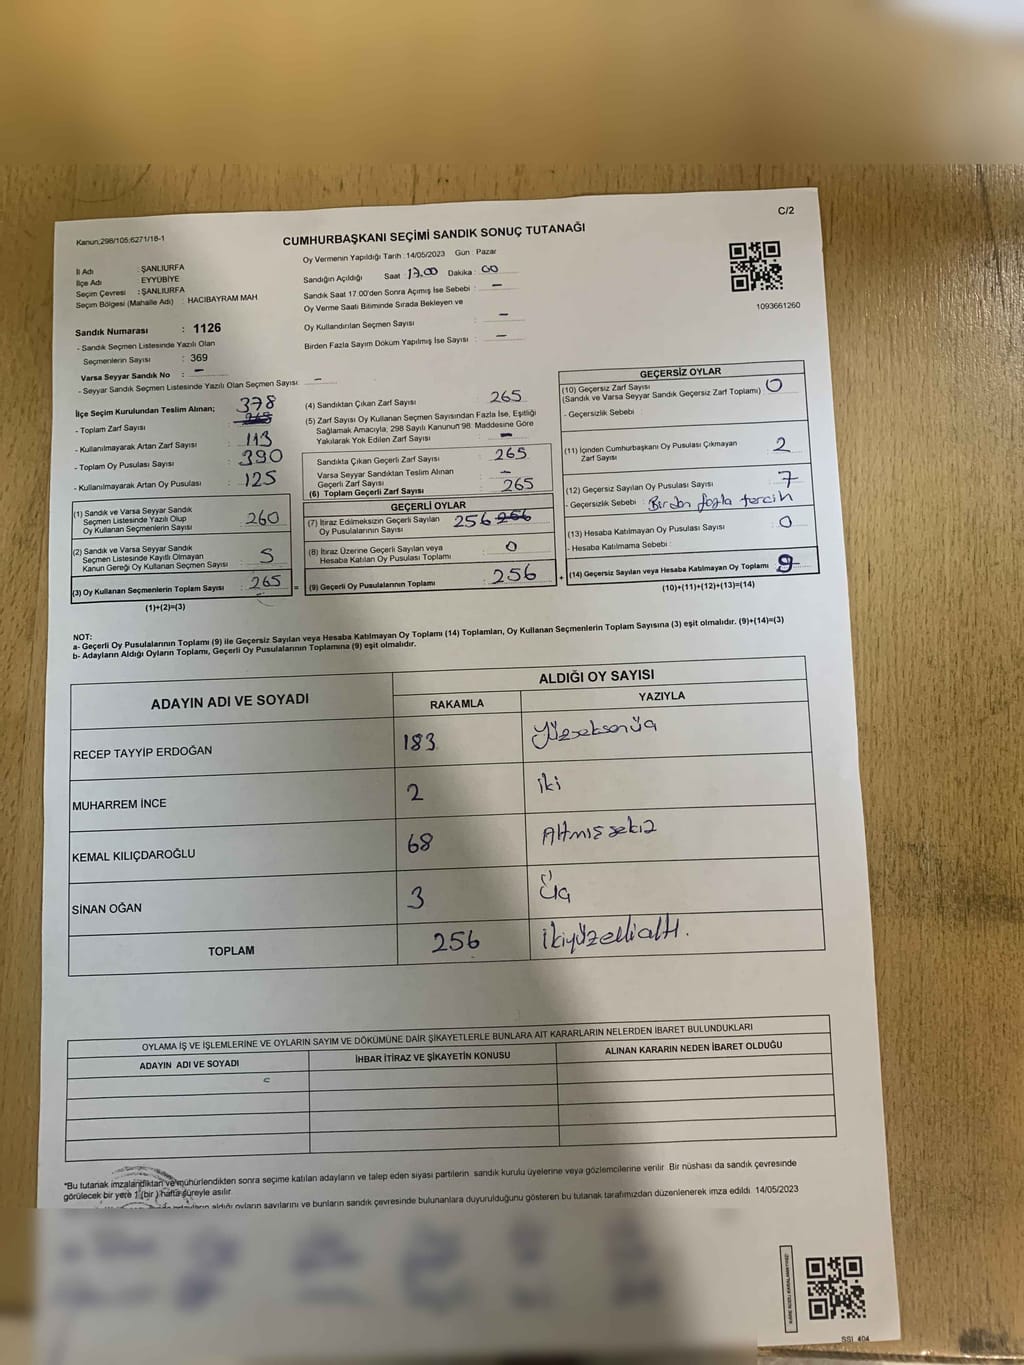 C/2
Kanun;298/105;6271/18-1
CUMHURBAŞKANI SEÇİMİ SANDIK SONUÇ TUTANAĞI
Oy Vermenin Yapıldığı Tarih : 14/05/2023 Gün : Pazar
İl Adı : ŞANLIURFA
İlçe Adı : EYYÜBİYE
Seçim Çevresi : ŞANLIURFA
Seçim Bölgesi (Mahalle Adı) : HACIBAYRAM MAH
Sandık Numarası : 1126
- Sandık Seçmen Listesinde Yazılı Olan
Seçmenlerin Sayısı : 369
Varsa Seyyar Sandık No : -
- Seyyar Sandık Seçmen Listesinde Yazılı Olan Seçmen Sayısı : -
Sandığın Açıldığı Saat : 17.00 Dakika : 00
Sandık Saat 17.00'den Sonra Açımış İse Sebebi : -
Oy Verme Saati Bitiminde Sırada Bekleyen ve
Oy Kullandırılan Seçmen Sayısı : -
Birden Fazla Sayım Döküm Yapılmış İse Sayısı : -
1093661260
İlçe Seçim Kurulundan Teslim Alınan;
- Toplam Zarf Sayısı : 378
- Kullanılmayarak Artan Zarf Sayısı : 113
- Toplam Oy Pusulası Sayısı : 390
- Kullanılmayarak Artan Oy Pusulası : 125
(1) Sandık ve Varsa Seyyar Sandık
Seçmen Listesinde Yazılı Olup
Oy Kullanan Seçmenlerin Sayısı 260
(2) Sandık ve Varsa Seyyar Sandık
Seçmen Listesinde Kayıtlı Olmayan
Kanun Gereği Oy Kullanan Seçmen Sayısı : 5
(3) Oy Kullanan Seçmenlerin Toplam Sayısı : 265 =
(1)+(2)=(3)
(4) Sandıktan Çıkan Zarf Sayısı : 265
(5) Zarf Sayısı Oy Kullanan Seçmen Sayısından Fazla İse, Eşitliği
Sağlamak Amacıyla; 298 Sayılı Kanunun'98. Maddesine Göre
Yakılarak Yok Edilen Zarf Sayısı : -
Sandıkta Çıkan Geçerli Zarf Sayısı : 265
Varsa Seyyar Sandıktan Teslim Alınan
Geçerli Zarf Sayısı : -
(6) Toplam Geçerli Zarf Sayısı : 265
GEÇERLİ OYLAR
(7) İtiraz Edilmeksizin Geçerli Sayılan
Oy Pusulalarının Sayısı : 256 256
(8) İtiraz Üzerine Geçerli Sayılan veya
Hesaba Katılan Oy Pusulası Toplamı : 0
(9) Geçerli Oy Pusulalarının Toplamı : 256 +
GEÇERSİZ OYLAR
(10) Geçersiz Zarf Sayısı
(Sandık ve Varsa Seyyar Sandık Geçersiz Zarf Toplamı) : 0
- Geçersizlik Sebebi :
(11) İçinden Cumhurbaşkanı Oy Pusulası Çıkmayan
Zarf Sayısı : 2
(12) Geçersiz Sayılan Oy Pusulası Sayısı : 7
- Geçersizlik Sebebi : Birden fazla tercih
(13) Hesaba Katılmayan Oy Pusulası Sayısı : 0
- Hesaba Katılmama Sebebi :
(14) Geçersiz Sayılan veya Hesaba Katılmayan Oy Toplamı : 9
(10)+(11)+(12)+(13)=(14)
NOT:
a- Geçerli Oy Pusulalarının Toplamı (9) ile Geçersiz Sayılan veya Hesaba Katılmayan Oy Toplamı (14) Toplamları, Oy Kullanan Seçmenlerin Toplam Sayısına (3) eşit olmalıdır. (9)+(14)=(3)
b- Adayların Aldığı Oyların Toplamı, Geçerli Oy Pusulalarının Toplamına (9) eşit olmalıdır.
ADAYIN ADI VE SOYADI ALDIĞI OY SAYISI
RAKAMLA YAZIYLA
RECEP TAYYİP ERDOĞAN 183 Yüzseksenüç
MUHARREM İNCE 2 iki
KEMAL KILIÇDAROĞLU 68 Altmışsekiz
SİNAN OĞAN 3 Üç
TOPLAM 256 ikiyüzellialtı.
OYLAMA İŞ VE İŞLEMLERİNE VE OYLARIN SAYIM VE DÖKÜMÜNE DAİR ŞİKAYETLERLE BUNLARA AİT KARARLARIN NELERDEN İBARET BULUNDUKLARI
ADAYIN ADI VE SOYADI İHBAR İTİRAZ VE ŞİKAYETİN KONUSU ALINAN KARARIN NEDEN İBARET OLDUĞU
*Bu tutanak imzalandıktan ve mühürlendikten sonra seçime katılan adayların ve talep eden siyasi partilerin sandık kurulu üyelerine veya gözlemcilerine verilir. Bir nüshası da sandık çevresinde
görülecek bir yere 1 (bir) hafta süreyle asılır.
aldığı oyların sayılarını ve bunların sandık çevresinde bulunanlara duyurulduğunu gösteren bu tutanak tarafımızdan düzenlenerek imza edildi. 14/05/2023
SSI_404